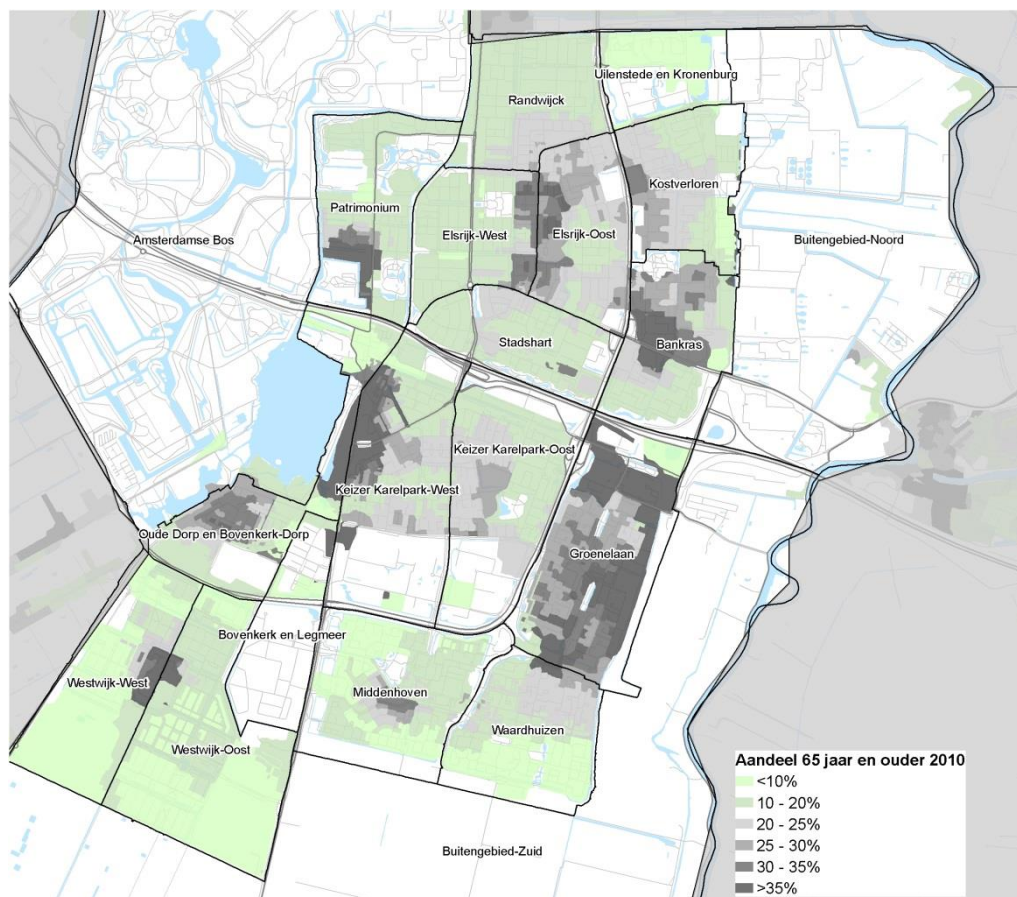 Uilenstede en Kronenburg
Randwijck
Kostverloren
Patrimonium
Elsrijk-West
Elsrijk-Oost
Amsterdamse Bos
Buitengebied-Noord
Stadshart
Bankras
Keizer Karelpark-Oost
Keizer Karelpark-West
Oude Dorp en Bovenkerk-Dorp
Groenelaan
Bovenkerk en Legmeer
Westwijk-West
Middenhoven
Waardhuizen
Westwijk-Oost
Buitengebied-Zuid
Aandeel 65 jaar en ouder 2010
<10%
10 - 20%
20 - 25%
25 - 30%
30 - 35%
>35%